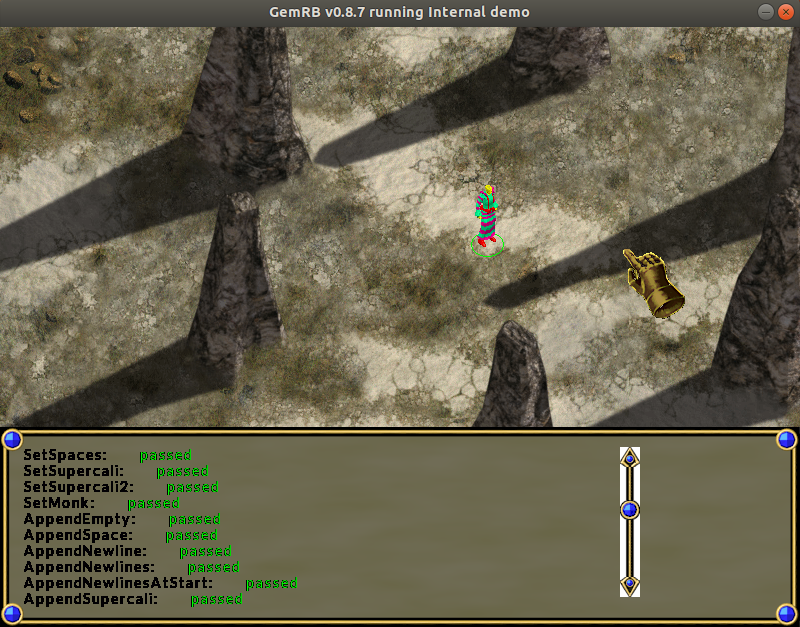 GemRB v0.8.7 running Internal demo
SetSpaces: passed
SetSupercali: passed
SetSupercali2: passed
SetMonk: passed
AppendEmpty: passed
AppendSpace: passed
AppendNewline: passed
AppendNewlines: passed
AppendNewlinesAtStart: passed
AppendSupercali: passed